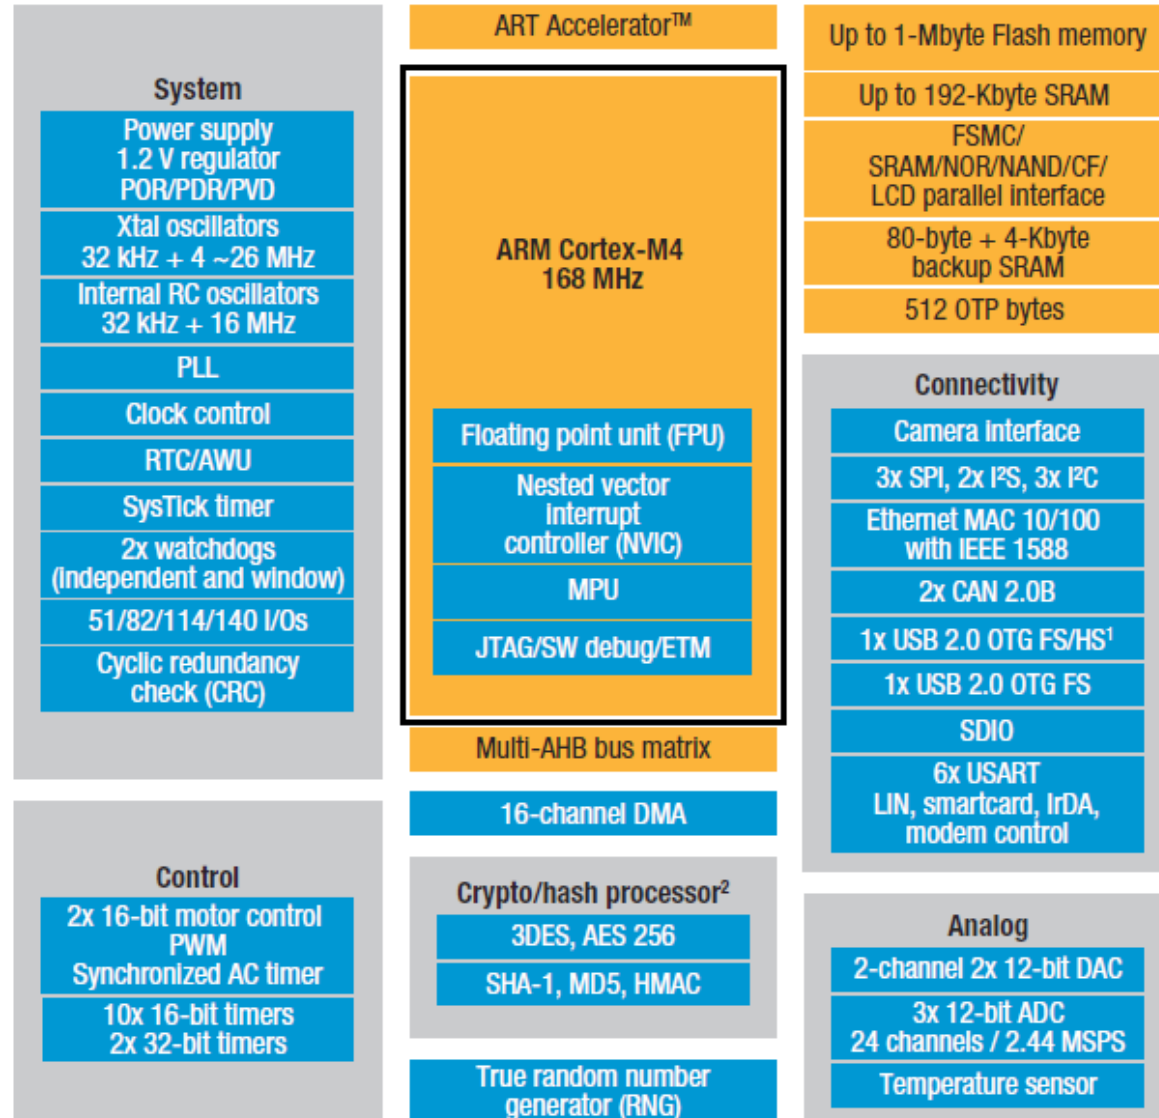 System
Power supply
1.2 V regulator
POR/PDR/PVD
Xtal oscillators
32 kHz + 4 ~26 MHz
Internal RC oscillators
32 kHz + 16 MHz
PLL
Clock control
RTC/AWU
SysTick timer
2x watchdogs
(independent and window)
51/82/114/140 I/Os
Cyclic redundancy
check (CRC)
Control
2x 16-bit motor control
PWM
Synchronized AC timer
10x 16-bit timers
2x 32-bit timers
ART Accelerator™
ARM Cortex-M4
168 MHz
Floating point unit (FPU)
Nested vector
interrupt
controller (NVIC)
MPU
JTAG/SW debug/ETM
Multi-AHB bus matrix
16-channel DMA
Crypto/hash processor²
3DES, AES 256
SHA-1, MD5, HMAC
True random number
generator (RNG)
Up to 1-Mbyte Flash memory
Up to 192-Kbyte SRAM
FSMC/
SRAM/NOR/NAND/CF/
LCD parallel interface
80-byte + 4-Kbyte
backup SRAM
512 OTP bytes
Connectivity
Camera interface
3x SPI, 2x I²S, 3x I²C
Ethernet MAC 10/100
with IEEE 1588
2x CAN 2.0B
1x USB 2.0 OTG FS/HS¹
1x USB 2.0 OTG FS
SDIO
6x USART
LIN, smartcard, IrDA,
modem control
Analog
2-channel 2x 12-bit DAC
3x 12-bit ADC
24 channels / 2.44 MSPS
Temperature sensor